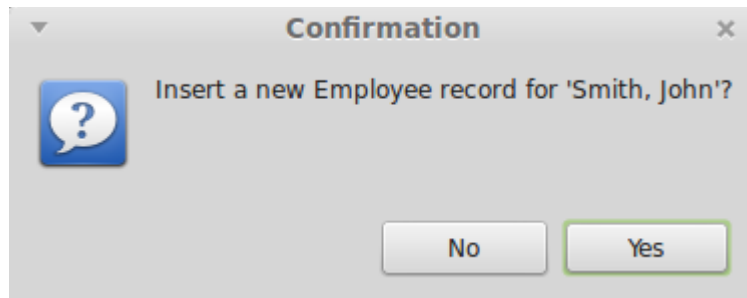 Confirmation
Insert a new Employee record for 'Smith, John'?
No
Yes